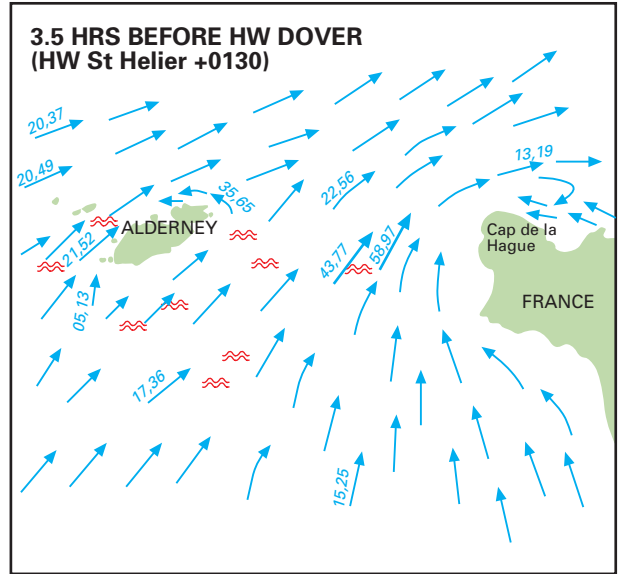 3.5 HRS BEFORE HW DOVER
(HW St Helier +0130)
20,37
13,19
20,49
35,65
22,56
ALDERNEY
21,52
Cap de la
Hague
43,77
58,97
05,13
FRANCE
17,36
15,25